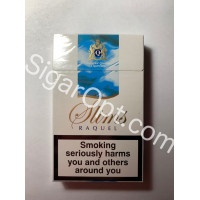 SigarOpt.com
Slims
RAQUEL
Smoking
seriously harms
you and others
around you